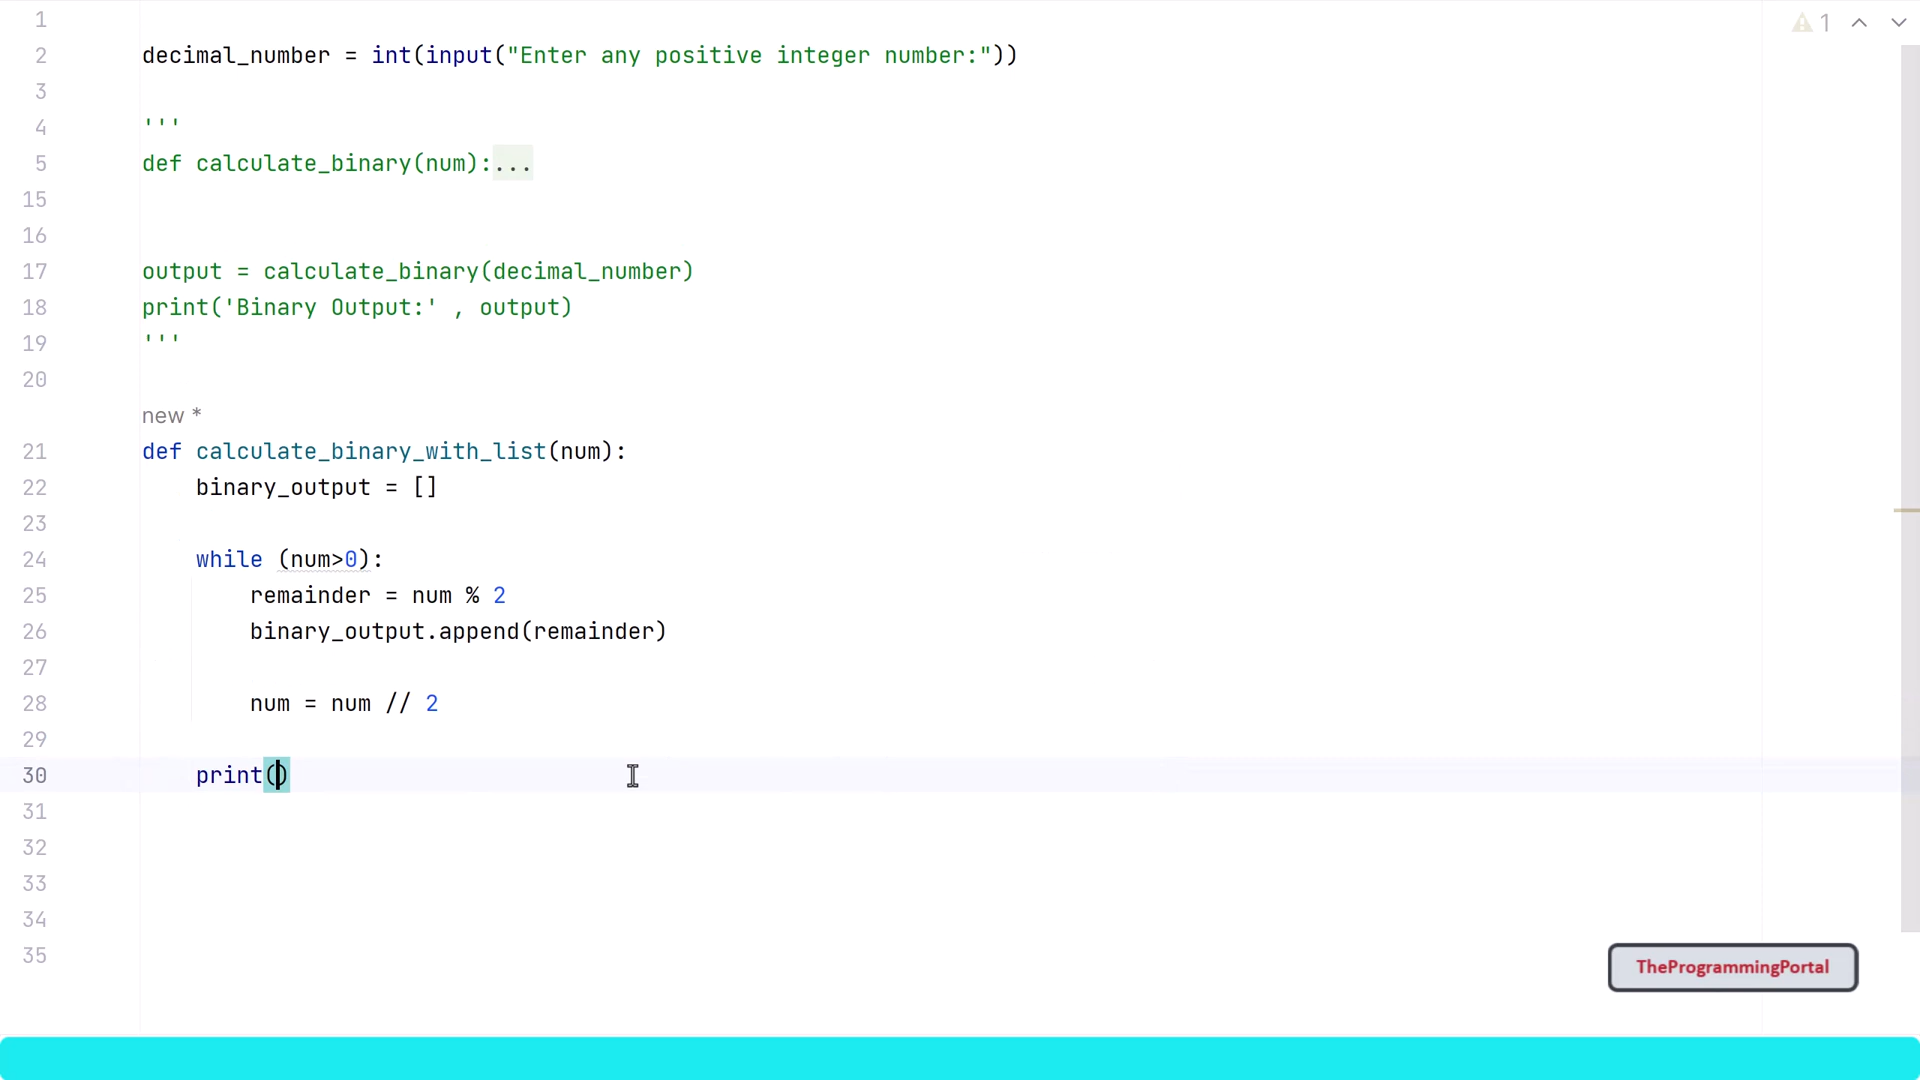 1
1
2 decimal_number = int(input("Enter any positive integer number:"))
3
4 '''
5 def calculate_binary(num):...
15
16
17 output = calculate_binary(decimal_number)
18 print('Binary Output:' , output)
19 '''
20
new *
21 def calculate_binary_with_list(num):
22     binary_output = []
23
24     while (num>0):
25         remainder = num % 2
26         binary_output.append(remainder)
27
28         num = num // 2
29
30     print()
31
32
33
34
35
TheProgrammingPortal